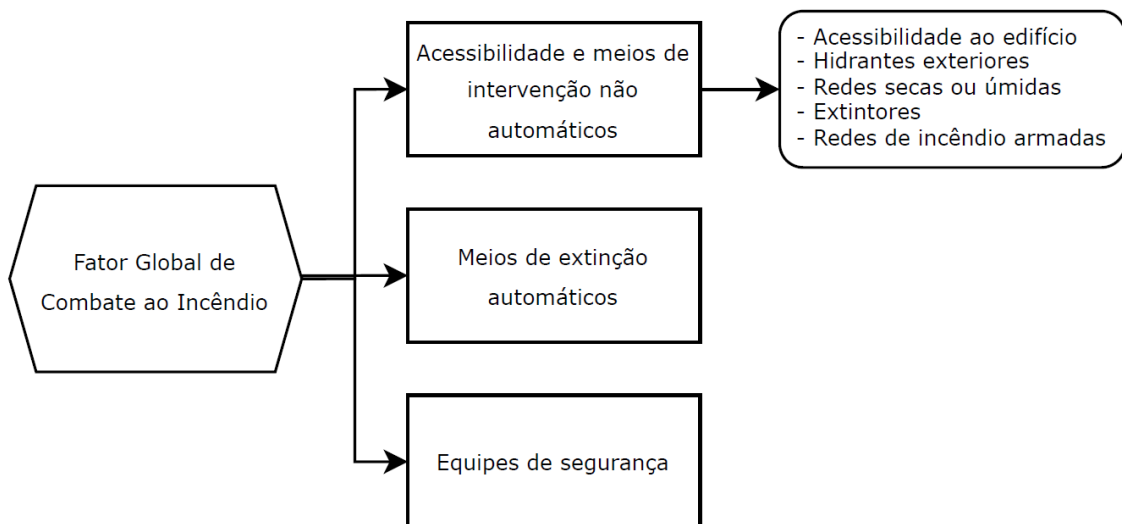 Fator Global de
Combate ao Incêndio
Acessibilidade e meios de
intervenção não
automáticos
- Acessibilidade ao edifício
- Hidrantes exteriores
- Redes secas ou úmidas
- Extintores
- Redes de incêndio armadas
Meios de extinção
automáticos
Equipes de segurança